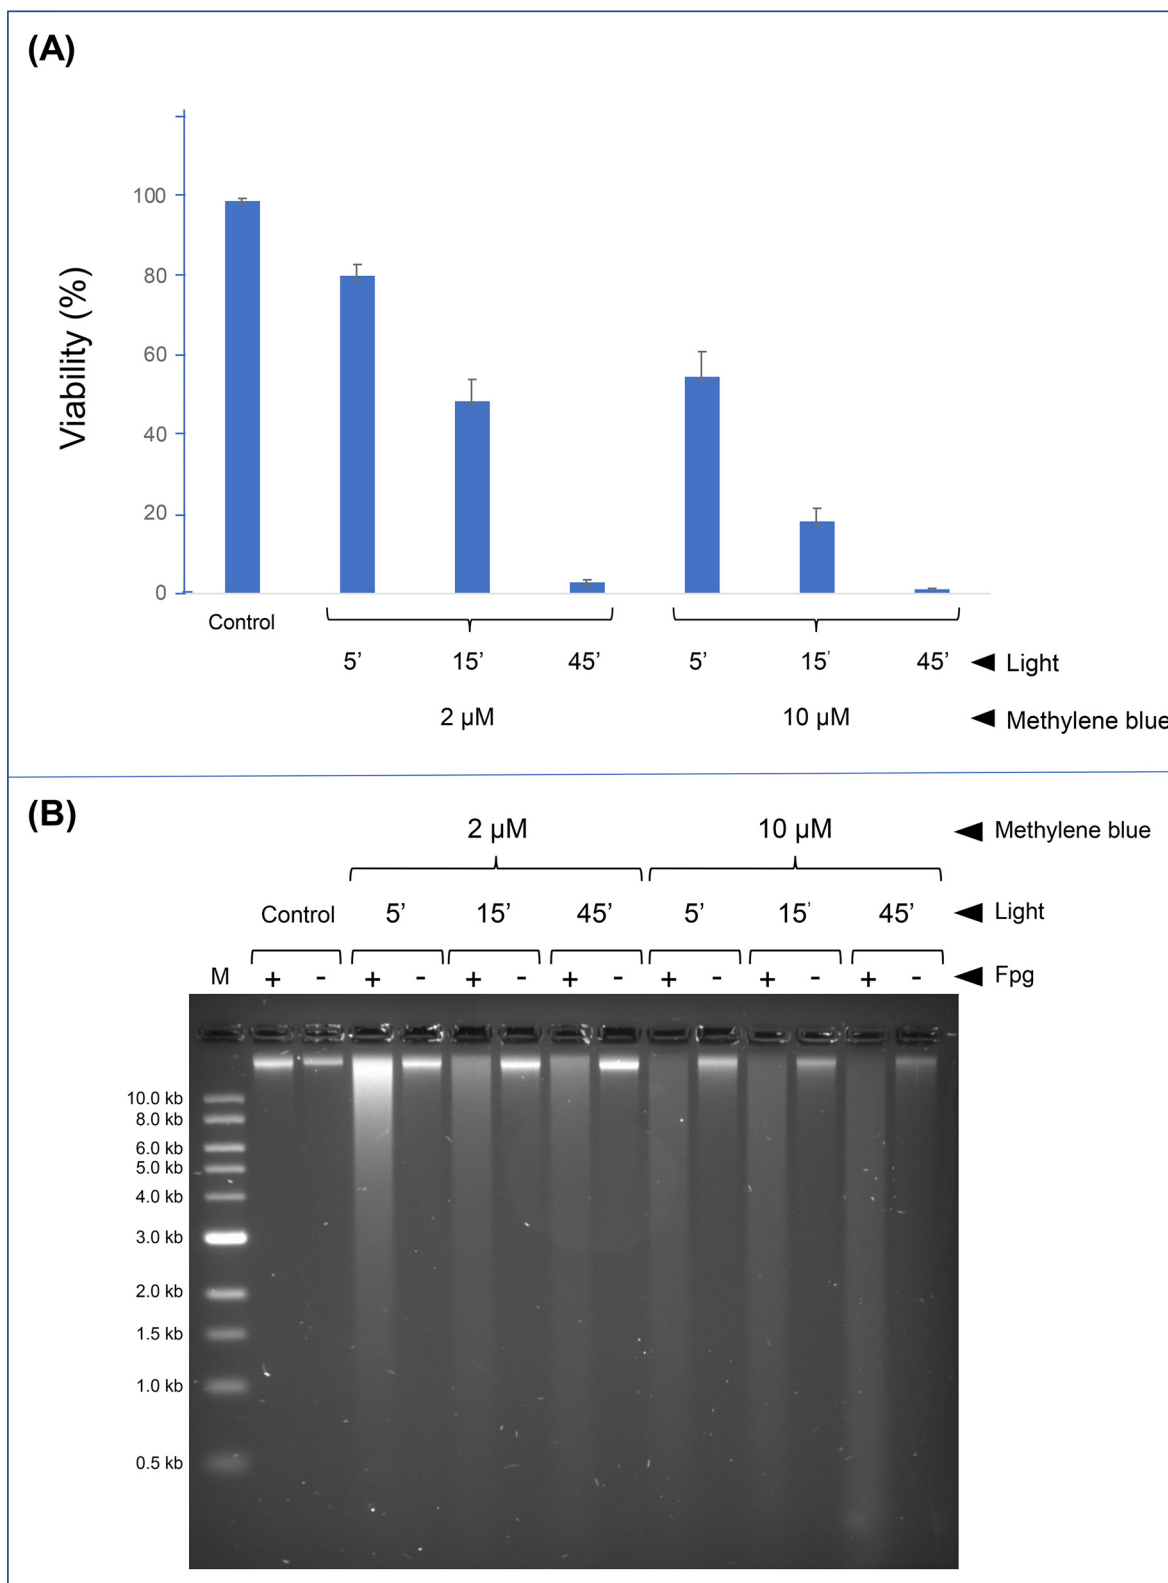 (A)
Viability (%)
100
80
60
40
20
0
Control
5’ 15’ 45’ 5’ 15’ 45’ ◄ Light
2 µM 10 µM ◄ Methylene blue
(B)
2 µM 10 µM ◄ Methylene blue
Control 5’ 15’ 45’ 5’ 15’ 45’ ◄ Light
M + - + - + - + - + - + - + - ◄ Fpg
10.0 kb
8.0 kb
6.0 kb
5.0 kb
4.0 kb
3.0 kb
2.0 kb
1.5 kb
1.0 kb
0.5 kb